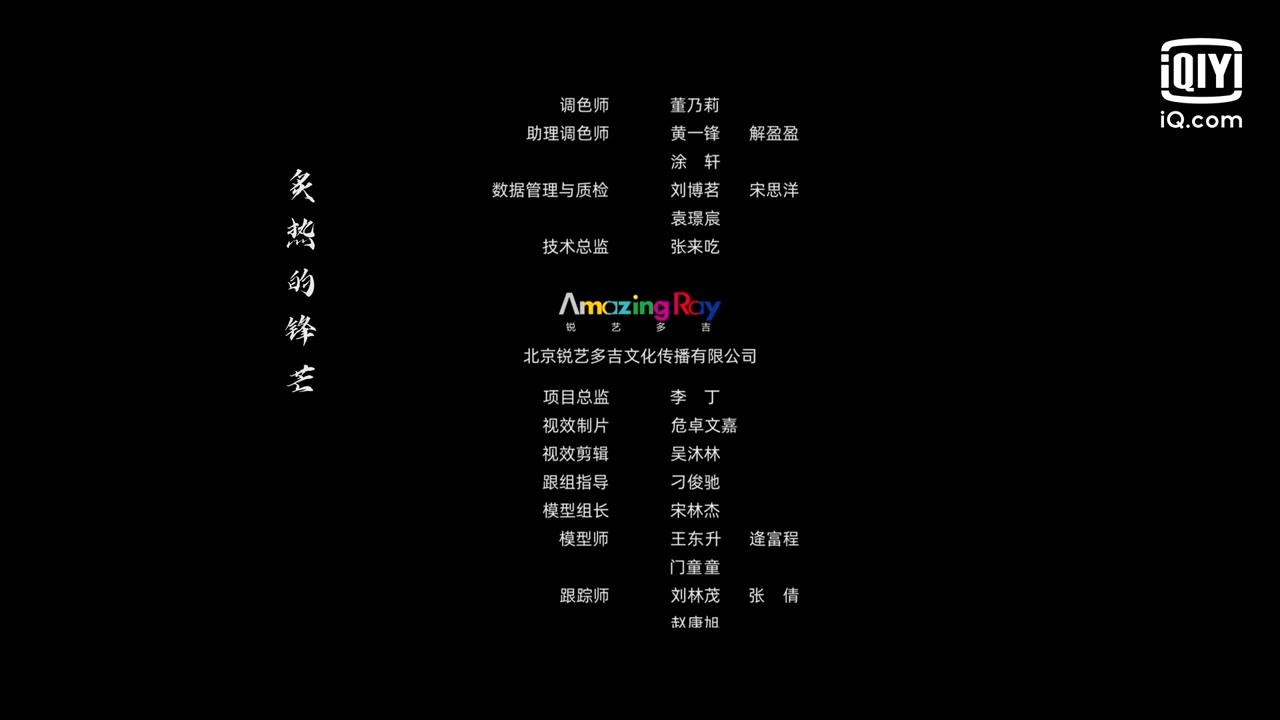 iQIYI
iQ.com
炙热的锋芒
调色师 董乃莉
助理调色师 黄一锋 解盈盈
涂 轩
数据管理与质检 刘博茗 宋思洋
袁璟宸
技术总监 张来吃
Amazing Ray
锐艺多吉
北京锐艺多吉文化传播有限公司
项目总监 李 丁
视效制片 危卓文嘉
视效剪辑 吴沐林
跟组指导 刁俊驰
模型组长 宋林杰
模型师 王东升 逄富程
门童童
跟踪师 刘林茂 张 倩
赵康旭